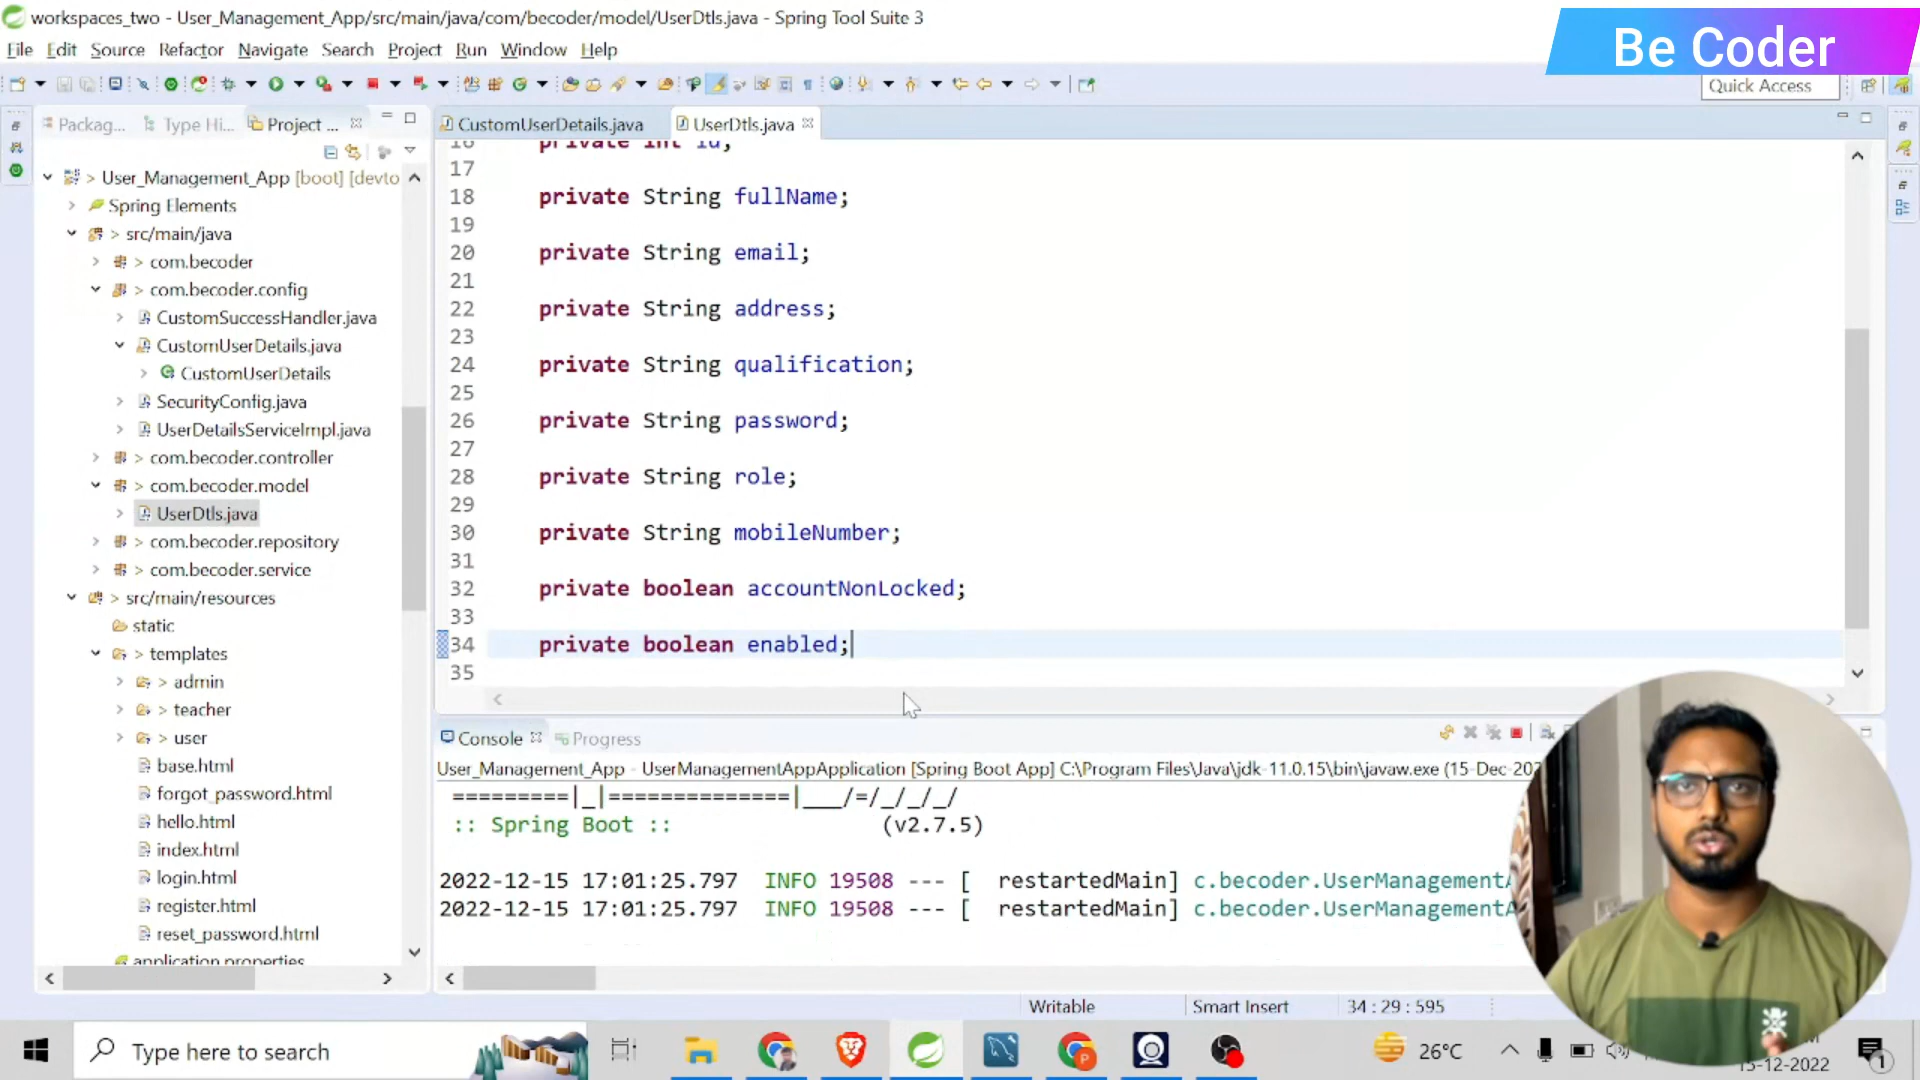 workspaces_two - User_Management_App/src/main/java/com/becoder/model/UserDtls.java - Spring Tool Suite 3
Be Coder
File Edit Source Refactor Navigate Search Project Run Window Help
Quick Access
Packag... Type Hi... Project ...
CustomUserDetails.java UserDtls.java
> User_Management_App [boot] [devto
Spring Elements
> src/main/java
> com.becoder
> com.becoder.config
CustomSuccessHandler.java
CustomUserDetails.java
CustomUserDetails
SecurityConfig.java
UserDetailsServiceImpl.java
> com.becoder.controller
> com.becoder.model
UserDtls.java
> com.becoder.repository
> com.becoder.service
> src/main/resources
static
> templates
> admin
> teacher
> user
base.html
forgot_password.html
hello.html
index.html
login.html
register.html
reset_password.html
application.properties
16 private int id;
17
18 private String fullName;
19
20 private String email;
21
22 private String address;
23
24 private String qualification;
25
26 private String password;
27
28 private String role;
29
30 private String mobileNumber;
31
32 private boolean accountNonLocked;
33
34 private boolean enabled;
35
Console Progress
User_Management_App - UserManagementAppApplication [Spring Boot App] C:\Program Files\Java\jdk-11.0.15\bin\javaw.exe (15-Dec-202
=========|_|==============|___/=/_/_/_/
:: Spring Boot :: (v2.7.5)
2022-12-15 17:01:25.797 INFO 19508 --- [ restartedMain] c.becoder.UserManagementA
2022-12-15 17:01:25.797 INFO 19508 --- [ restartedMain] c.becoder.UserManagementA
Writable Smart Insert 34 : 29 : 595
Type here to search
26°C
15-12-2022
1